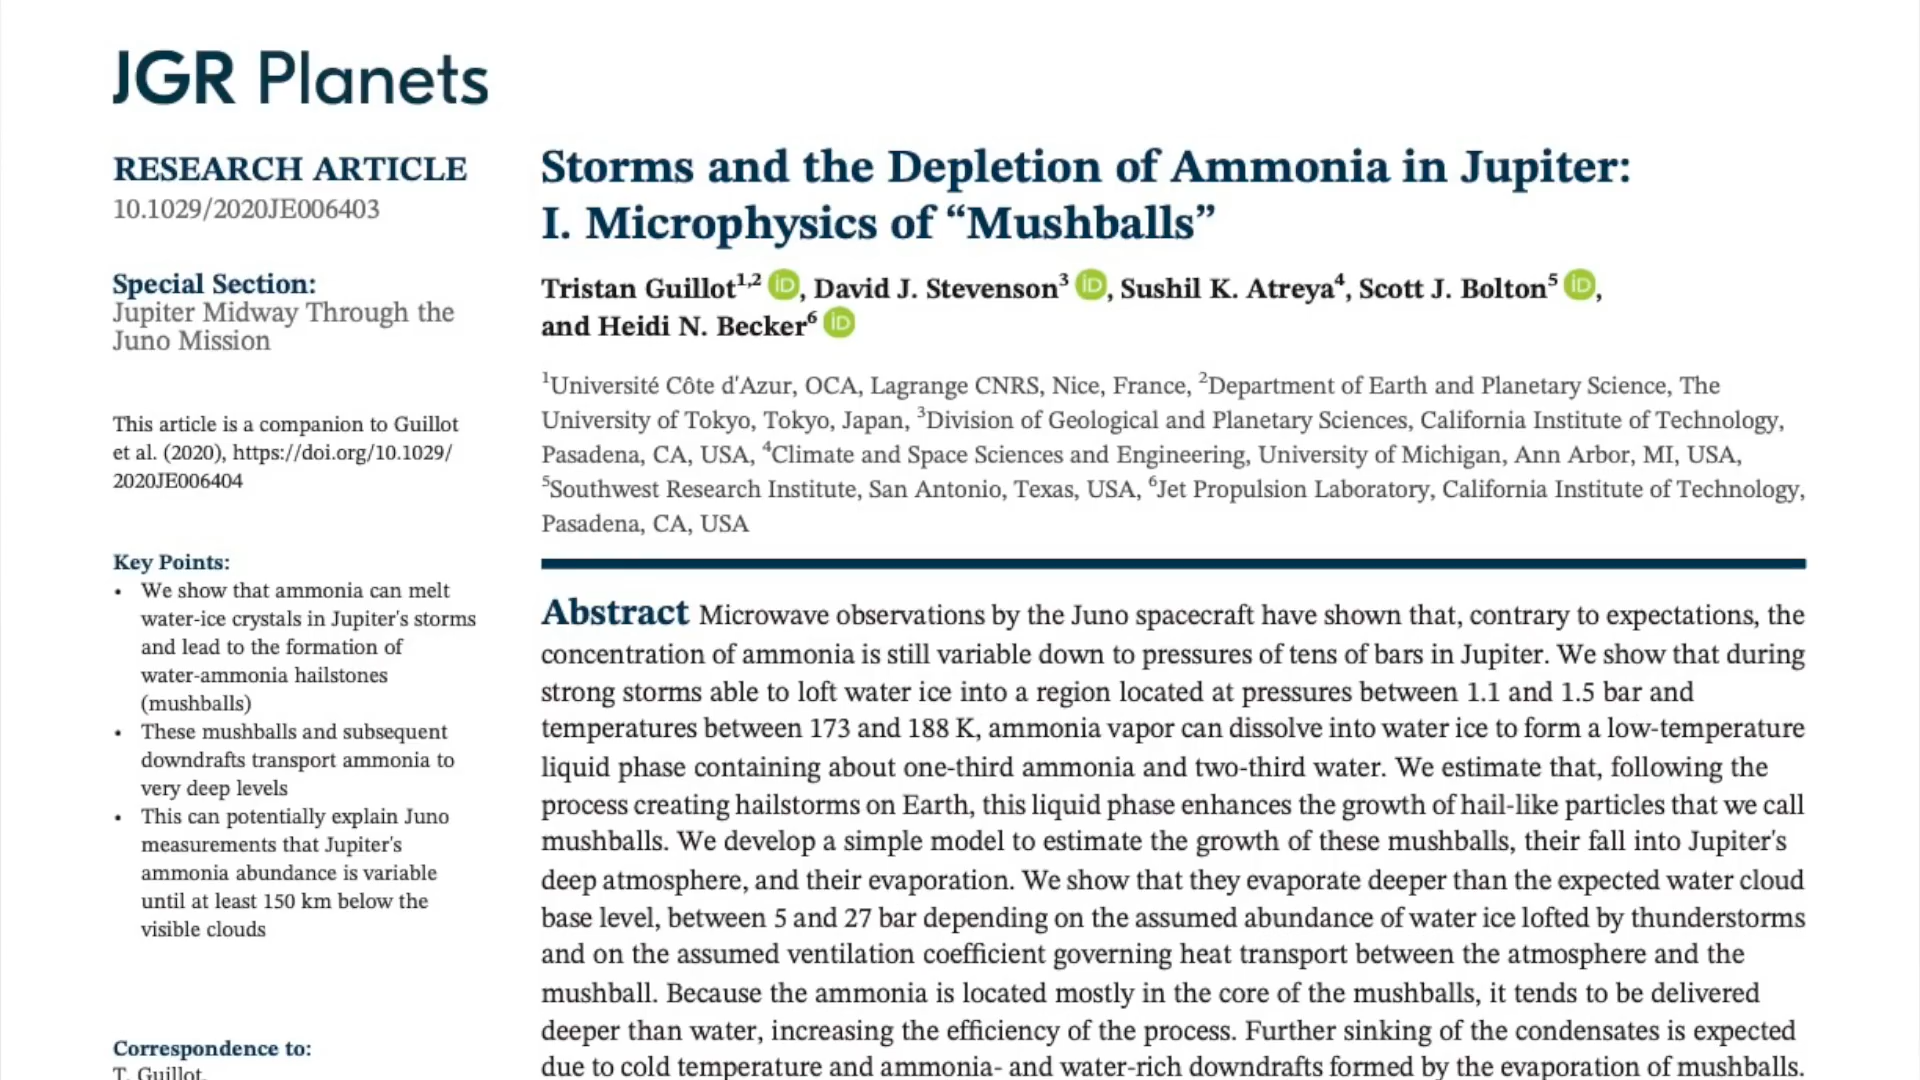 JGR Planets
RESEARCH ARTICLE
10.1029/2020JE006403
Special Section:
Jupiter Midway Through the
Juno Mission
This article is a companion to Guillot
et al. (2020), https://doi.org/10.1029/
2020JE006404
Key Points:
• We show that ammonia can melt
water-ice crystals in Jupiter's storms
and lead to the formation of
water-ammonia hailstones
(mushballs)
• These mushballs and subsequent
downdrafts transport ammonia to
very deep levels
• This can potentially explain Juno
measurements that Jupiter's
ammonia abundance is variable
until at least 150 km below the
visible clouds
Correspondence to:
T. Guillot,
Storms and the Depletion of Ammonia in Jupiter:
I. Microphysics of “Mushballs”
Tristan Guillot1,2 iD, David J. Stevenson3 iD, Sushil K. Atreya4, Scott J. Bolton5 iD,
and Heidi N. Becker6 iD
1Université Côte d'Azur, OCA, Lagrange CNRS, Nice, France, 2Department of Earth and Planetary Science, The
University of Tokyo, Tokyo, Japan, 3Division of Geological and Planetary Sciences, California Institute of Technology,
Pasadena, CA, USA, 4Climate and Space Sciences and Engineering, University of Michigan, Ann Arbor, MI, USA,
5Southwest Research Institute, San Antonio, Texas, USA, 6Jet Propulsion Laboratory, California Institute of Technology,
Pasadena, CA, USA
Abstract Microwave observations by the Juno spacecraft have shown that, contrary to expectations, the
concentration of ammonia is still variable down to pressures of tens of bars in Jupiter. We show that during
strong storms able to loft water ice into a region located at pressures between 1.1 and 1.5 bar and
temperatures between 173 and 188 K, ammonia vapor can dissolve into water ice to form a low-temperature
liquid phase containing about one-third ammonia and two-third water. We estimate that, following the
process creating hailstorms on Earth, this liquid phase enhances the growth of hail-like particles that we call
mushballs. We develop a simple model to estimate the growth of these mushballs, their fall into Jupiter's
deep atmosphere, and their evaporation. We show that they evaporate deeper than the expected water cloud
base level, between 5 and 27 bar depending on the assumed abundance of water ice lofted by thunderstorms
and on the assumed ventilation coefficient governing heat transport between the atmosphere and the
mushball. Because the ammonia is located mostly in the core of the mushballs, it tends to be delivered
deeper than water, increasing the efficiency of the process. Further sinking of the condensates is expected
due to cold temperature and ammonia- and water-rich downdrafts formed by the evaporation of mushballs.